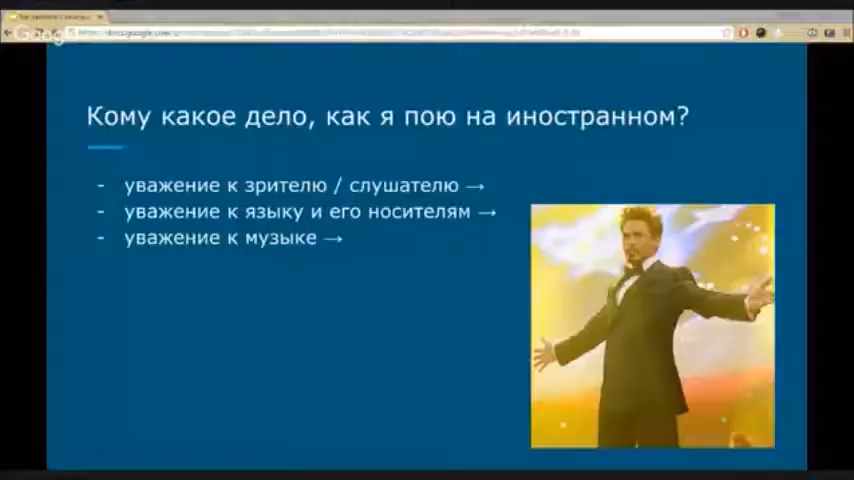 Кому какое дело, как я пою на иностранном?
- уважение к зрителю / слушателю →
- уважение к языку и его носителям →
- уважение к музыке →